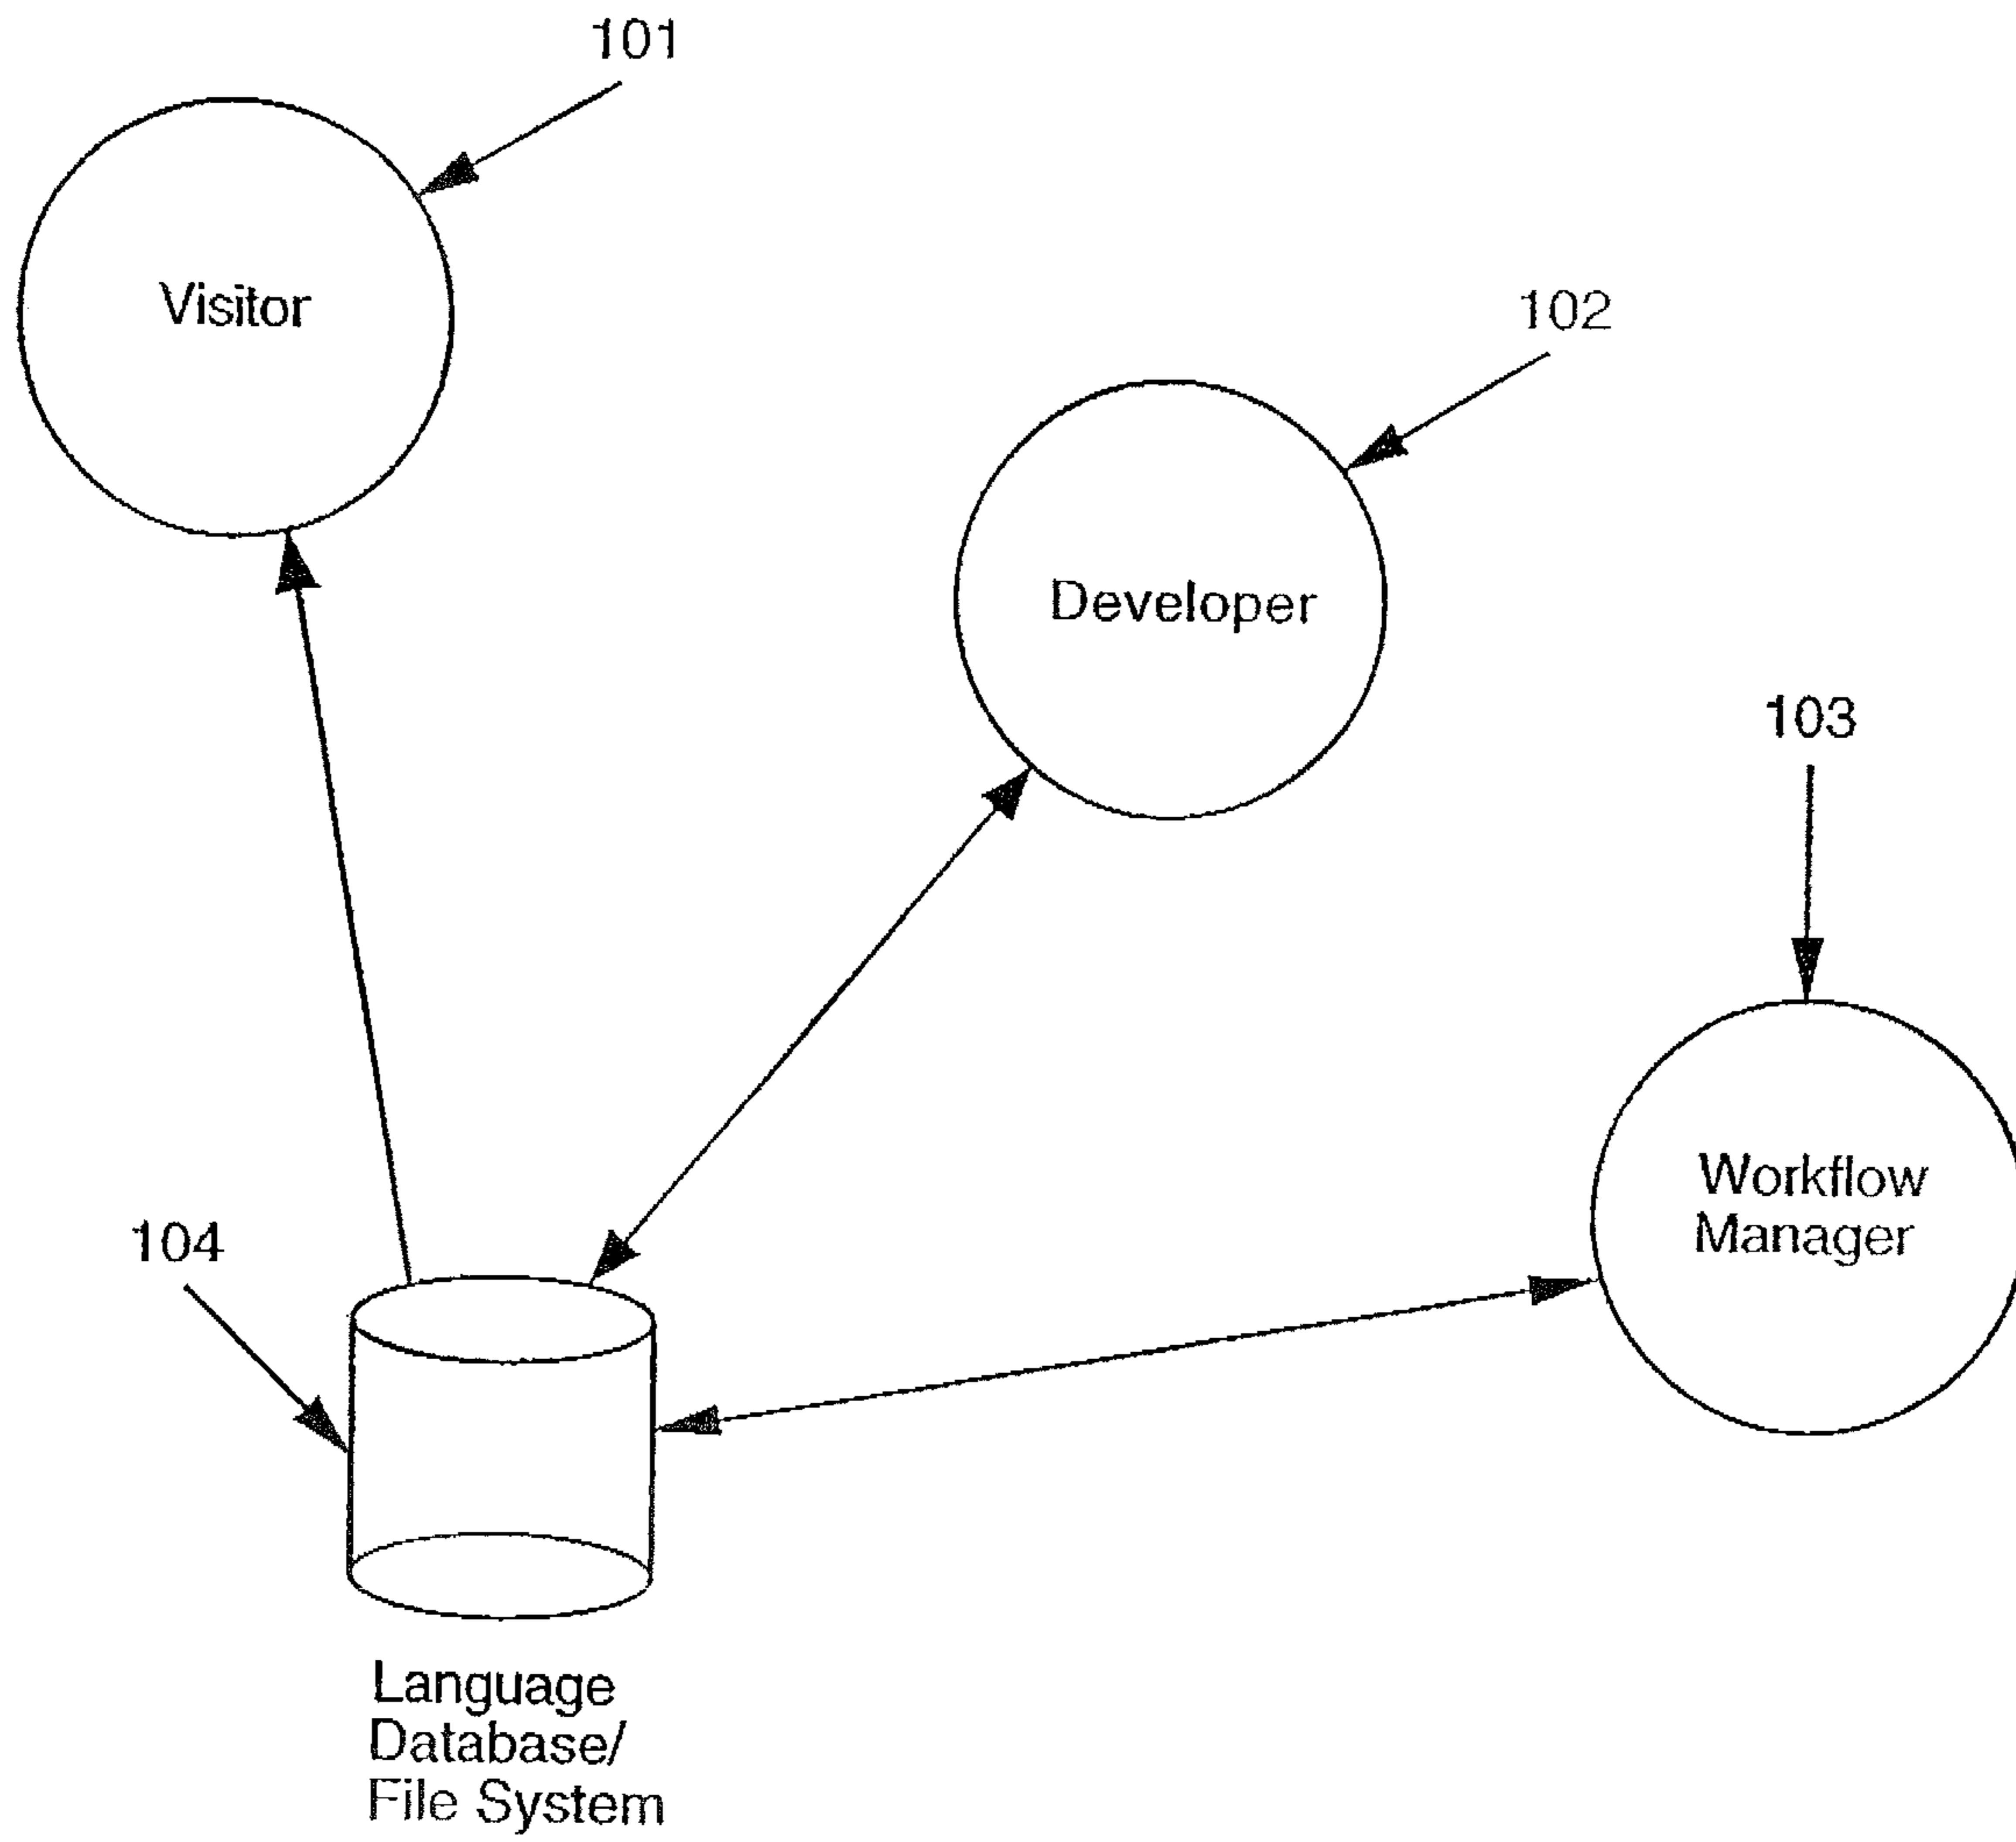 101
Visitor
102
Developer
103
Workflow
Manager
104
Language
Database/
File System